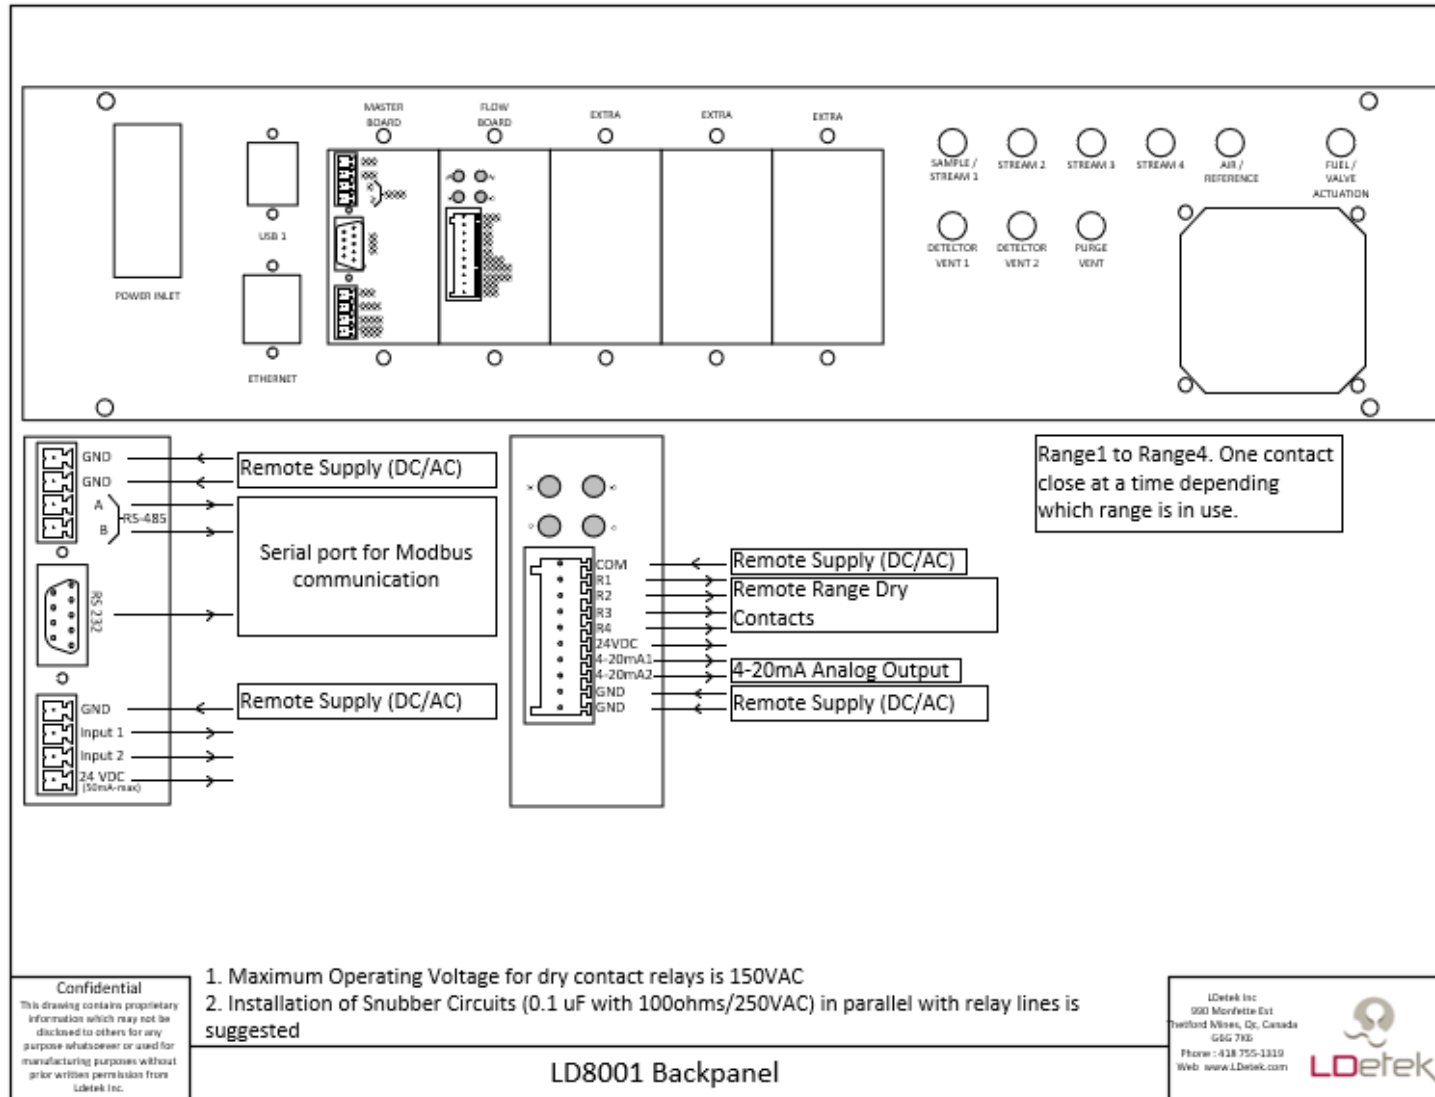 MASTER
BOARD
FLOW
BOARD
EXTRA
EXTRA
EXTRA
SAMPLE /
STREAM 1
STREAM 2
STREAM 3
STREAM 4
AIR /
REFERENCE
FUEL /
VALVE
ACTUATION
USB 1
DETECTOR
VENT 1
DETECTOR
VENT 2
PURGE
VENT
POWER INLET
ETHERNET
GND
GND
A
B
RS-485
RS 232
GND
Input 1
Input 2
24 VDC
(50mA-max)
Remote Supply (DC/AC)
Serial port for Modbus
communication
Remote Supply (DC/AC)
COM
R1
R2
R3
R4
24VDC
4-20mA1
4-20mA2
GND
GND
Remote Supply (DC/AC)
Remote Range Dry
Contacts
4-20mA Analog Output
Remote Supply (DC/AC)
Range1 to Range4. One contact
close at a time depending
which range is in use.
1. Maximum Operating Voltage for dry contact relays is 150VAC
2. Installation of Snubber Circuits (0.1 uF with 100ohms/250VAC) in parallel with relay lines is
suggested
Confidential
This drawing contains proprietary
information which may not be
disclosed to others for any
purpose whatsoever or used for
manufacturing purposes without
prior written permission from
Ldetek Inc.
LD8001 Backpanel
LDetek Inc
990 Monfette Est
Thetford Mines, Qc, Canada
G6G 7K6
Phone : 418 755-1319
Web www.LDetek.com
LDetek